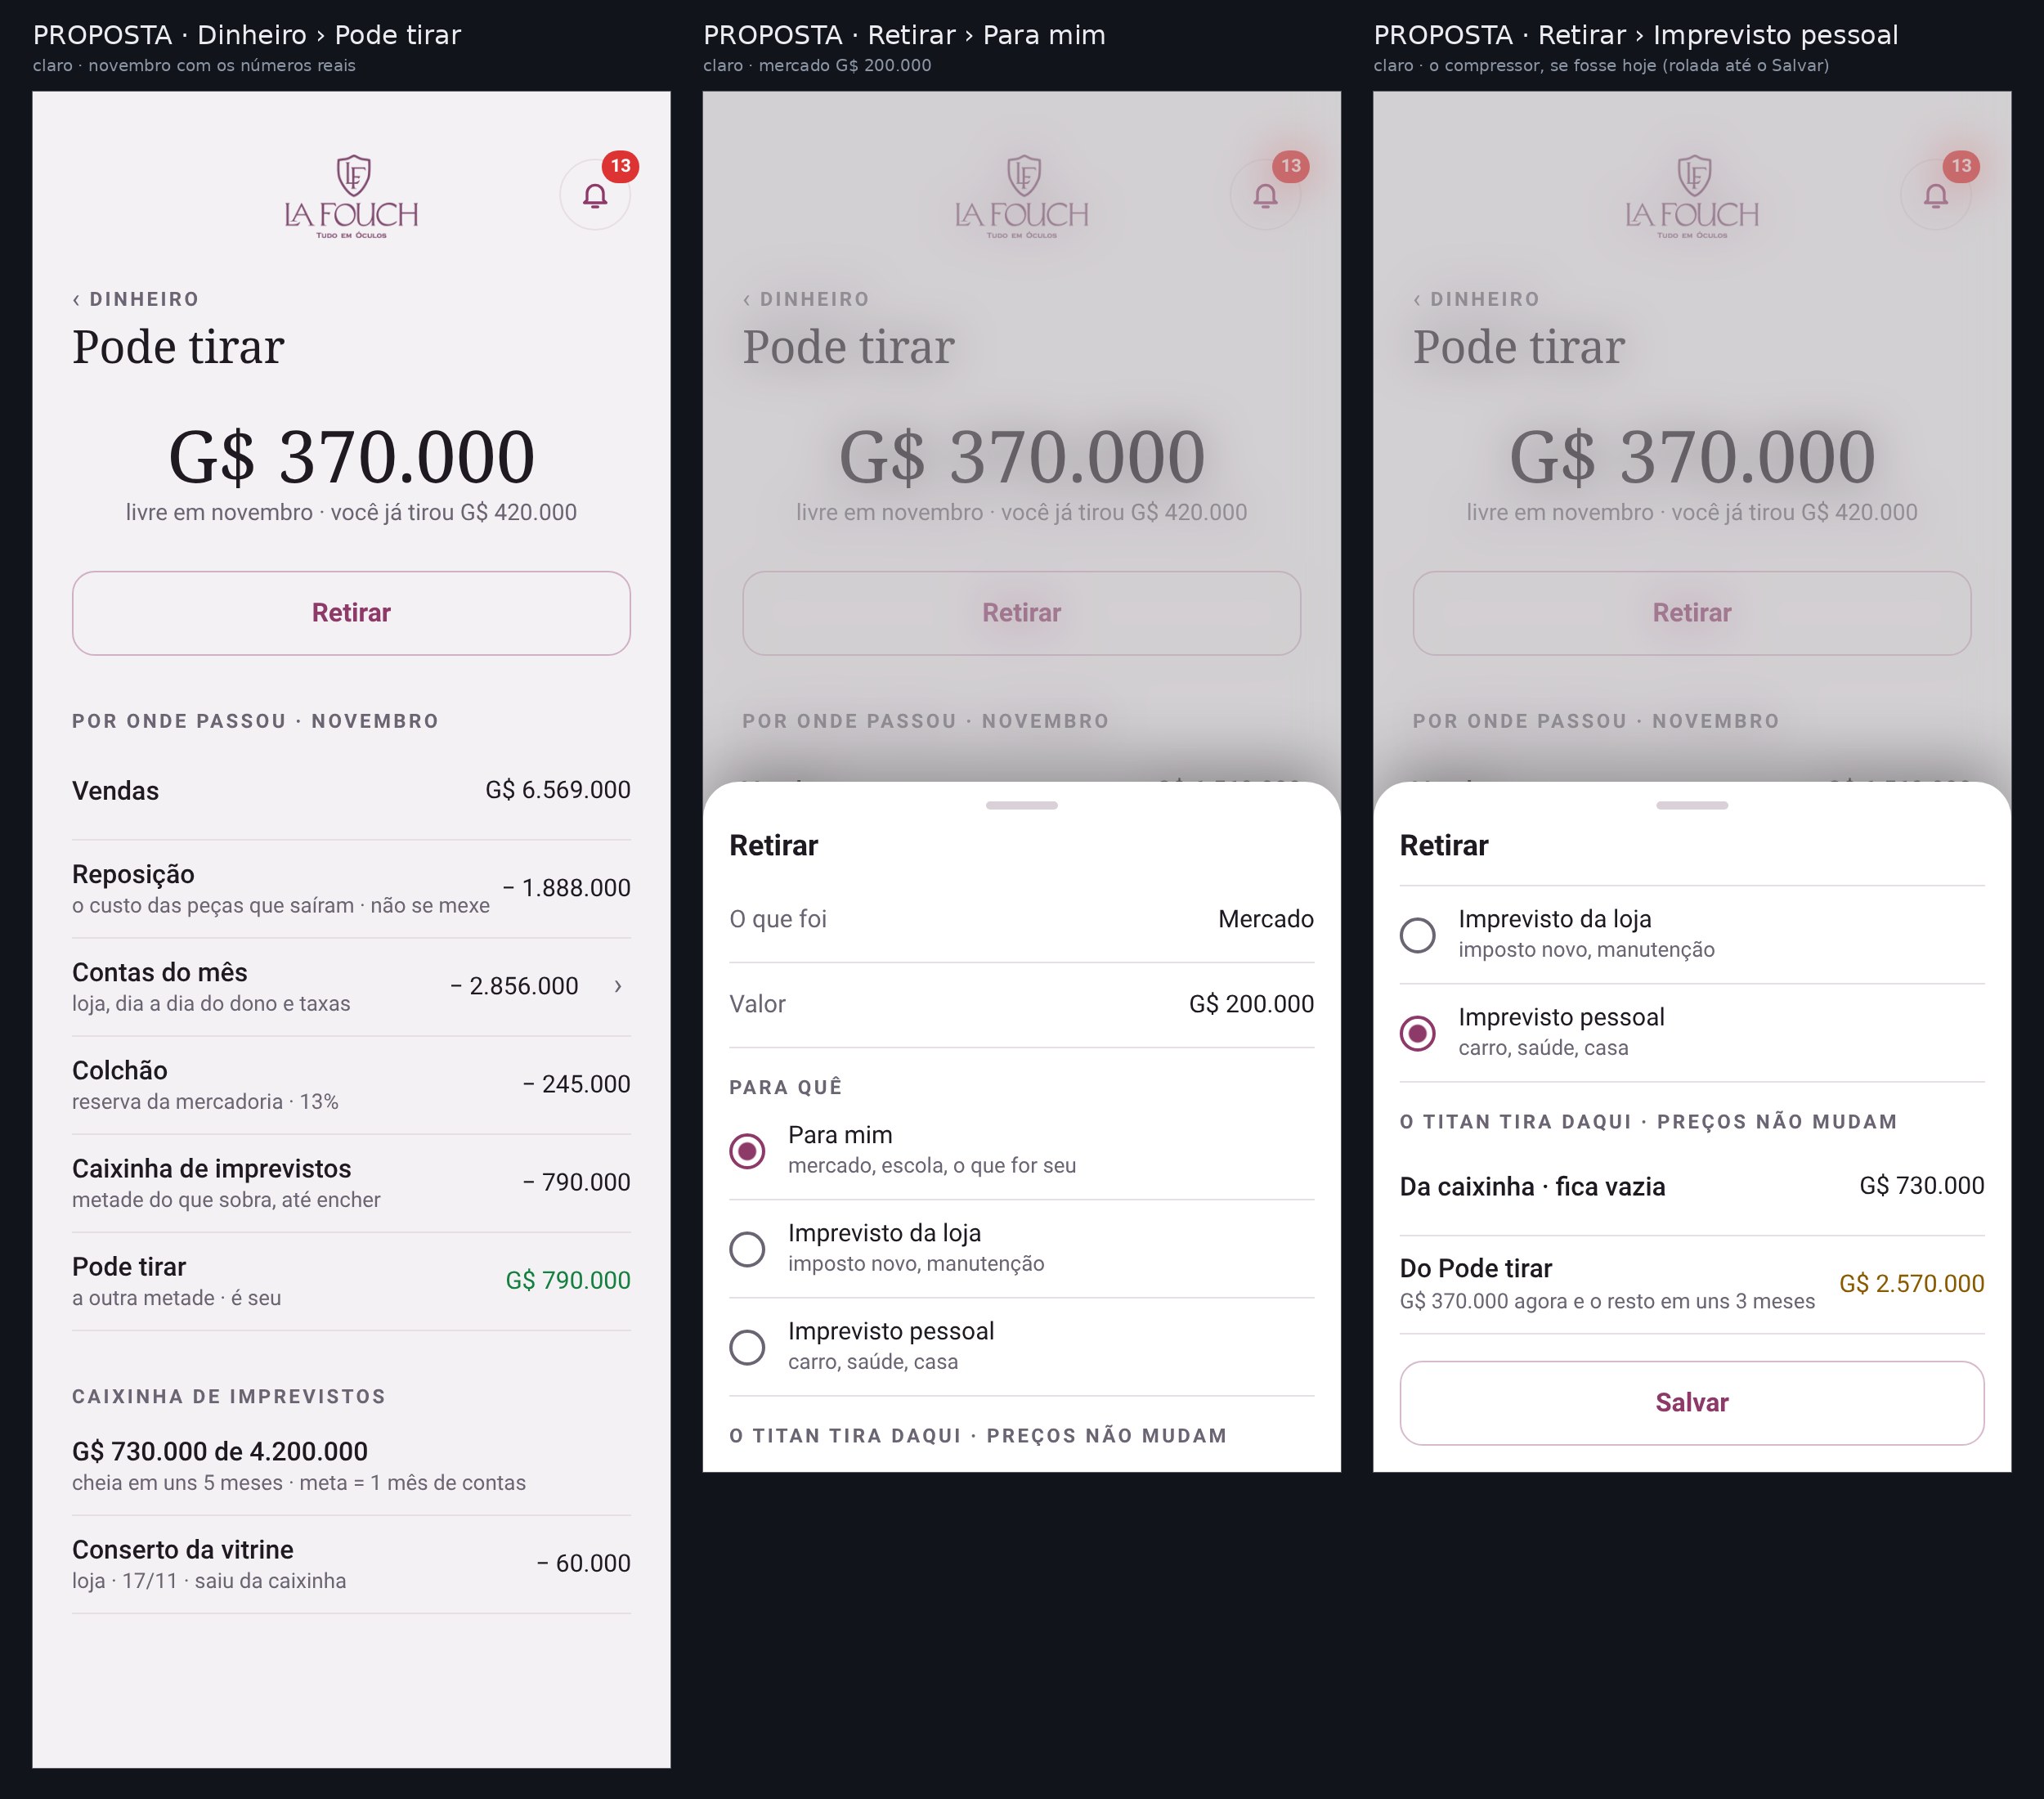 PROPOSTA · Dinheiro › Pode tirar
claro · novembro com os números reais
13
LF
LA FOUCH
TUDO EM ÓCULOS
‹ DINHEIRO
Pode tirar
G$ 370.000
livre em novembro · você já tirou G$ 420.000
Retirar
POR ONDE PASSOU · NOVEMBRO
Vendas G$ 6.569.000
Reposição
o custo das peças que saíram · não se mexe − 1.888.000
Contas do mês
loja, dia a dia do dono e taxas − 2.856.000 ›
Colchão
reserva da mercadoria · 13% − 245.000
Caixinha de imprevistos
metade do que sobra, até encher − 790.000
Pode tirar
a outra metade · é seu G$ 790.000
CAIXINHA DE IMPREVISTOS
G$ 730.000 de 4.200.000
cheia em uns 5 meses · meta = 1 mês de contas
Conserto da vitrine
loja · 17/11 · saiu da caixinha − 60.000
PROPOSTA · Retirar › Para mim
claro · mercado G$ 200.000
13
LF
LA FOUCH
TUDO EM ÓCULOS
‹ DINHEIRO
Pode tirar
G$ 370.000
livre em novembro · você já tirou G$ 420.000
Retirar
POR ONDE PASSOU · NOVEMBRO
Retirar
O que foi Mercado
Valor G$ 200.000
PARA QUÊ
Para mim
mercado, escola, o que for seu
Imprevisto da loja
imposto novo, manutenção
Imprevisto pessoal
carro, saúde, casa
O TITAN TIRA DAQUI · PREÇOS NÃO MUDAM
PROPOSTA · Retirar › Imprevisto pessoal
claro · o compressor, se fosse hoje (rolada até o Salvar)
13
LF
LA FOUCH
TUDO EM ÓCULOS
‹ DINHEIRO
Pode tirar
G$ 370.000
livre em novembro · você já tirou G$ 420.000
Retirar
POR ONDE PASSOU · NOVEMBRO
Retirar
Imprevisto da loja
imposto novo, manutenção
Imprevisto pessoal
carro, saúde, casa
O TITAN TIRA DAQUI · PREÇOS NÃO MUDAM
Da caixinha · fica vazia G$ 730.000
Do Pode tirar
G$ 370.000 agora e o resto em uns 3 meses G$ 2.570.000
Salvar